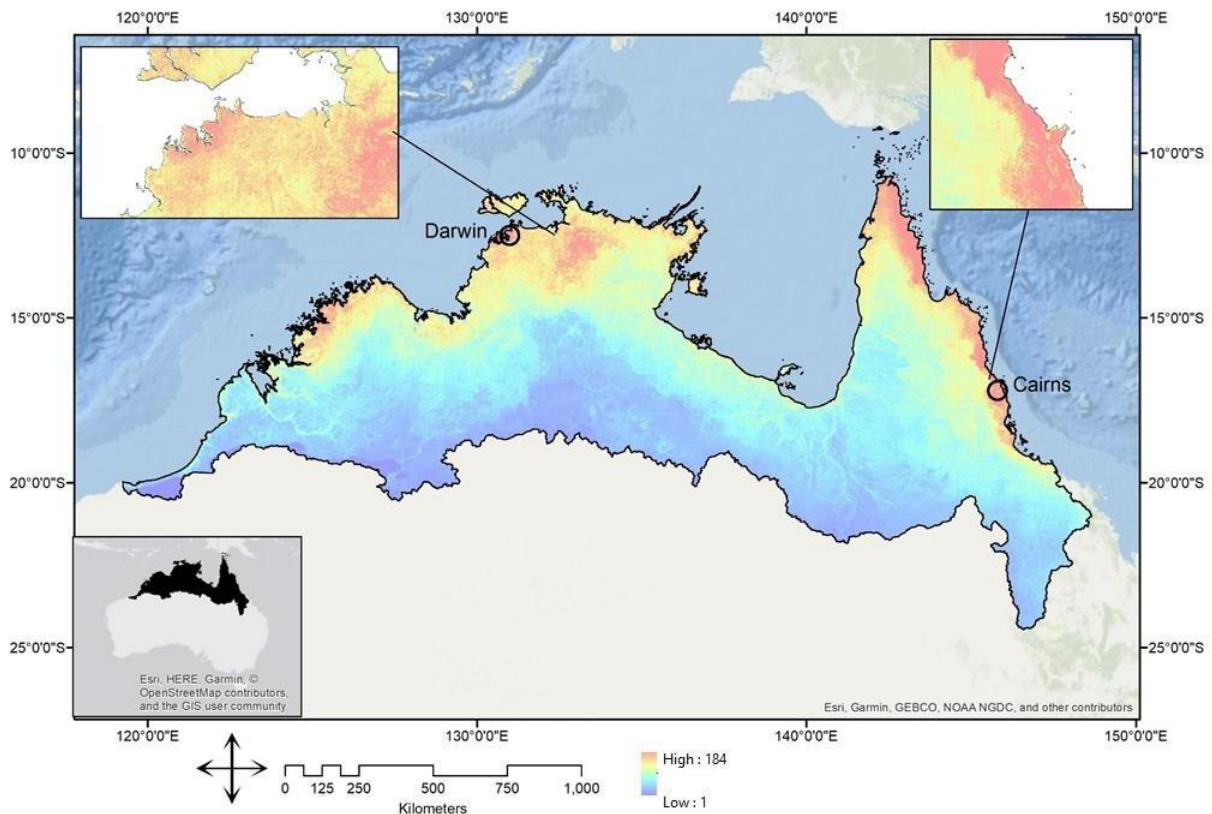 120°0'0"E
130°0'0"E
140°0'0"E
150°0'0"E
10°0'0"S
10°0'0"S
Darwin
15°0'0"S
15°0'0"S
Cairns
20°0'0"S
20°0'0"S
25°0'0"S
25°0'0"S
Esri, HERE, Garmin, ©
OpenStreetMap contributors,
and the GIS user community
Esri, Garmin, GEBCO, NOAA NGDC, and other contributors
120°0'0"E
130°0'0"E
140°0'0"E
150°0'0"E
High : 184
Low : 1
0 125 250 500 750 1,000
Kilometers